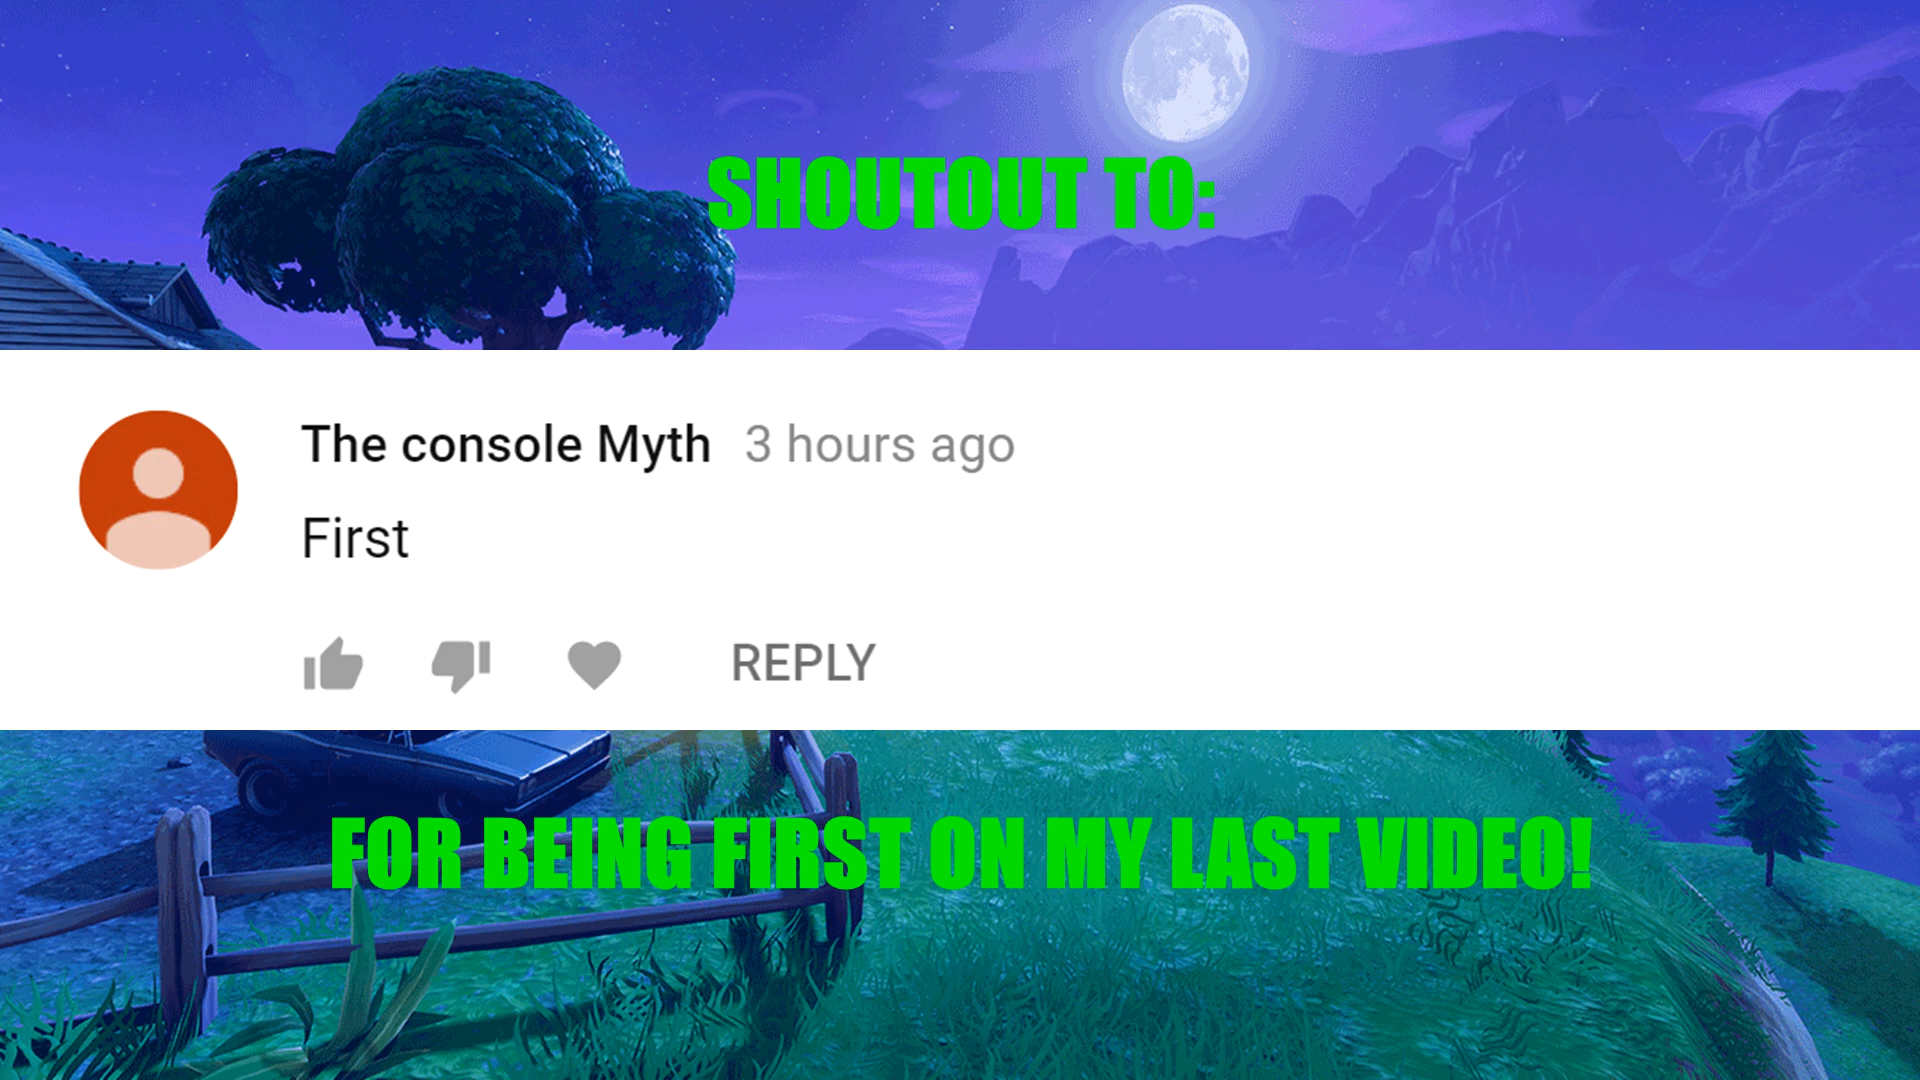 SHOUTOUT TO:
The console Myth 3 hours ago
First
REPLY
FOR BEING FIRST ON MY LAST VIDEO!